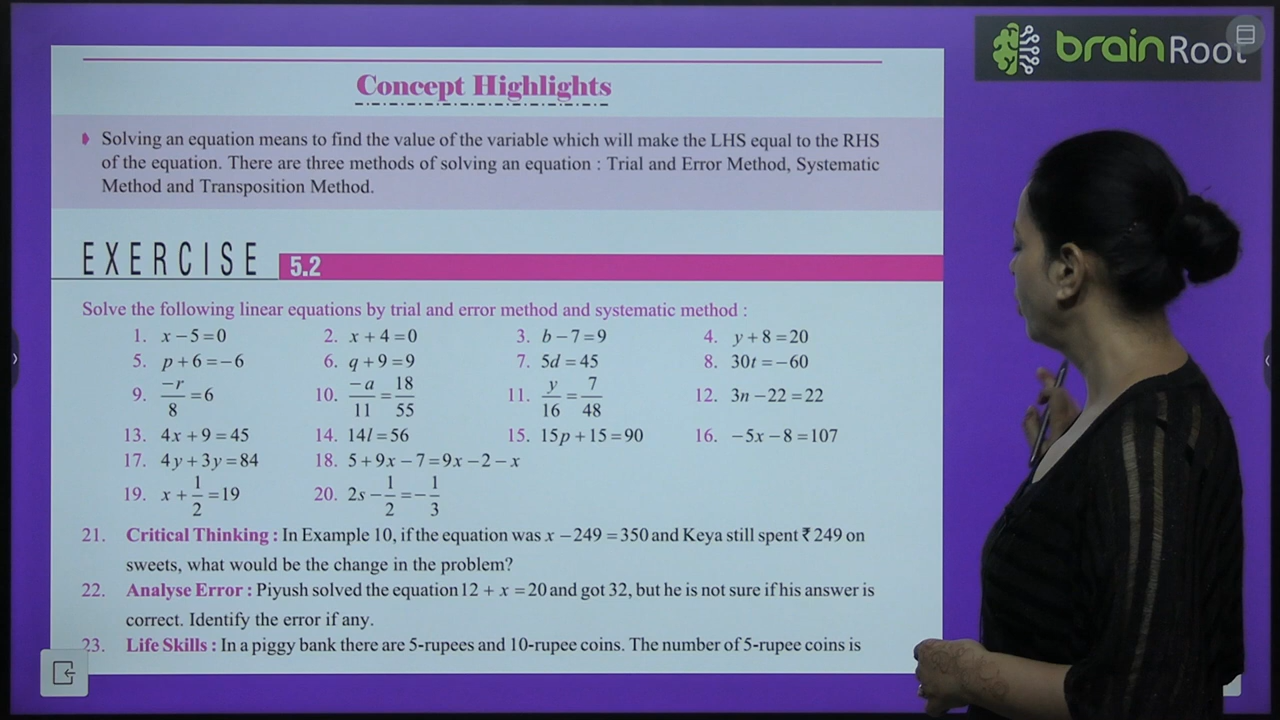 brainRoot
Concept Highlights
Solving an equation means to find the value of the variable which will make the LHS equal to the RHS
of the equation. There are three methods of solving an equation : Trial and Error Method, Systematic
Method and Transposition Method.
EXERCISE 5.2
Solve the following linear equations by trial and error method and systematic method :
1. x – 5 = 0 2. x + 4 = 0 3. b – 7 = 9 4. y + 8 = 20
5. p + 6 = – 6 6. q + 9 = 9 7. 5d = 45 8. 30t = – 60
9. –r/8 = 6 10. –a/11 = 18/55 11. y/16 = 7/48 12. 3n – 22 = 22
13. 4x + 9 = 45 14. 14l = 56 15. 15p + 15 = 90 16. –5x – 8 = 107
17. 4y + 3y = 84 18. 5 + 9x – 7 = 9x – 2 – x
19. x + 1/2 = 19 20. 2s – 1/2 = – 1/3
21. Critical Thinking : In Example 10, if the equation was x – 249 = 350 and Keya still spent ₹ 249 on
sweets, what would be the change in the problem?
22. Analyse Error : Piyush solved the equation 12 + x = 20 and got 32, but he is not sure if his answer is
correct. Identify the error if any.
23. Life Skills : In a piggy bank there are 5-rupees and 10-rupee coins. The number of 5-rupee coins is